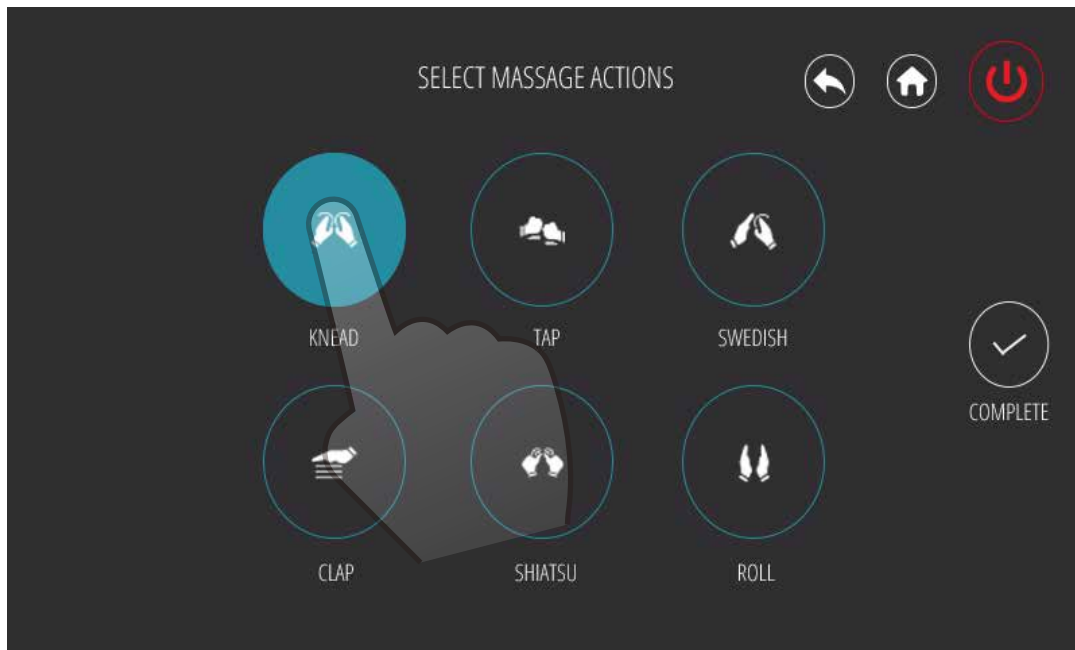 SELECT MASSAGE ACTIONS
KNEAD
TAP
SWEDISH
COMPLETE
CLAP
SHIATSU
ROLL